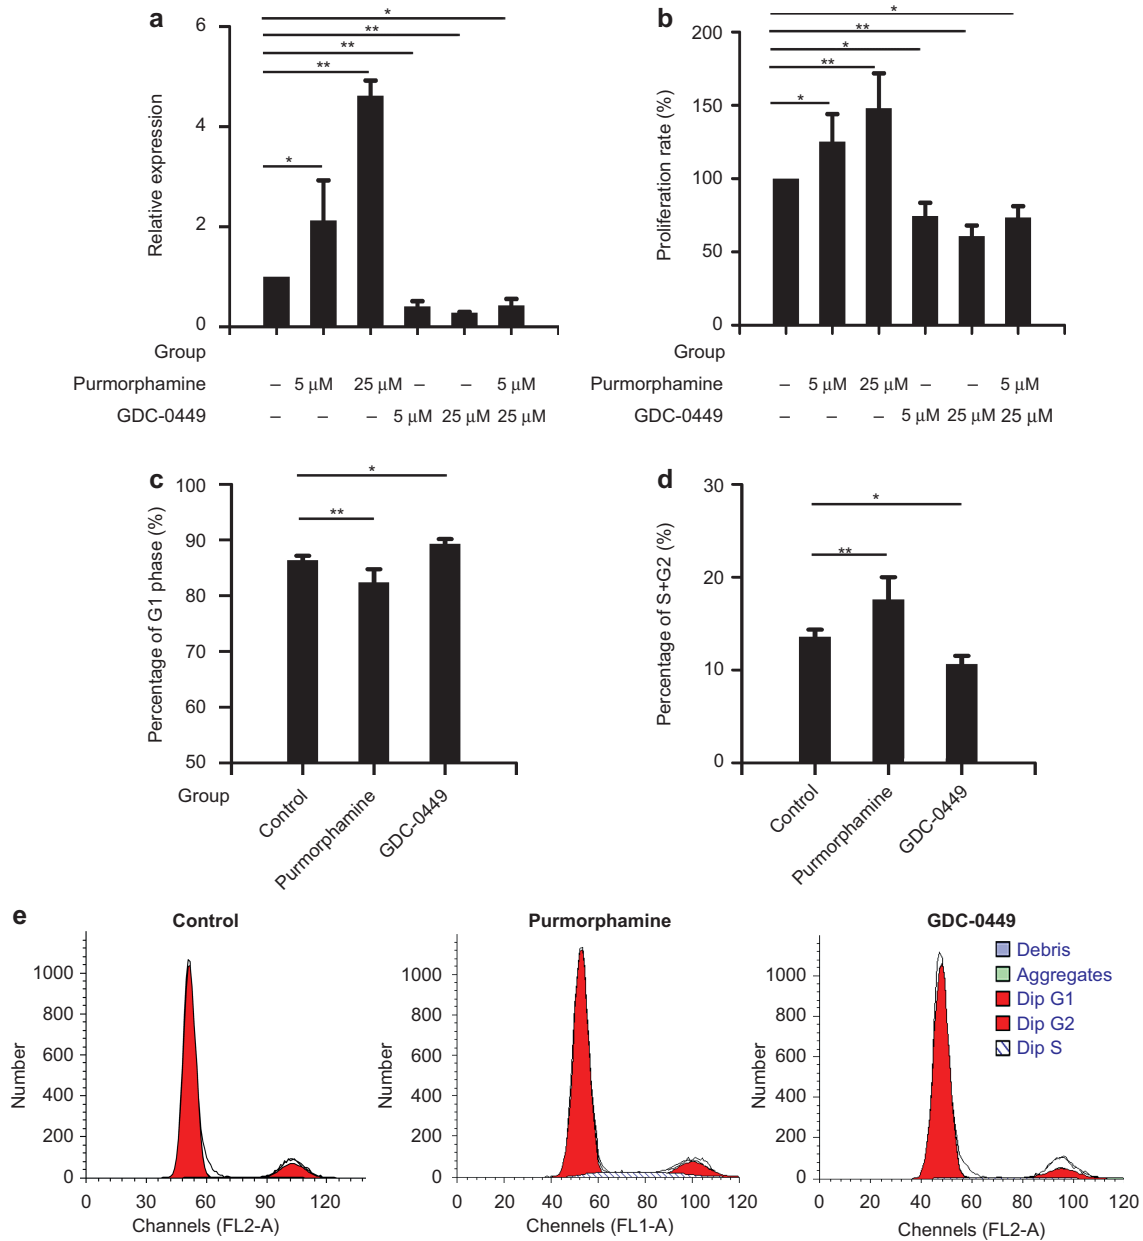 a
Relative expression
6
4
2
0
*
**
**
**
*
Group
Purmorphamine – 5 μM 25 μM – – 5 μM
GDC-0449 – – – 5 μM 25 μM 25 μM
b
Proliferation rate (%)
200
150
100
50
0
*
**
*
**
*
Group
Purmorphamine – 5 μM 25 μM – – 5 μM
GDC-0449 – – – 5 μM 25 μM 25 μM
c
Percentage of G1 phase (%)
100
90
80
70
60
50
*
**
Group
Control
Purmorphamine
GDC-0449
d
Percentage of S+G2 (%)
30
20
10
0
*
**
Control
Purmorphamine
GDC-0449
e
Control
Number
1000
800
600
400
200
0
0 30 60 90 120
Channels (FL2-A)
Purmorphamine
Number
1000
800
600
400
200
0
0 20 40 60 80 100 120
Chennels (FL1-A)
GDC-0449
Number
1000
800
600
400
200
0
0 20 40 60 80 100 120
Chennels (FL2-A)
Debris
Aggregates
Dip G1
Dip G2
Dip S